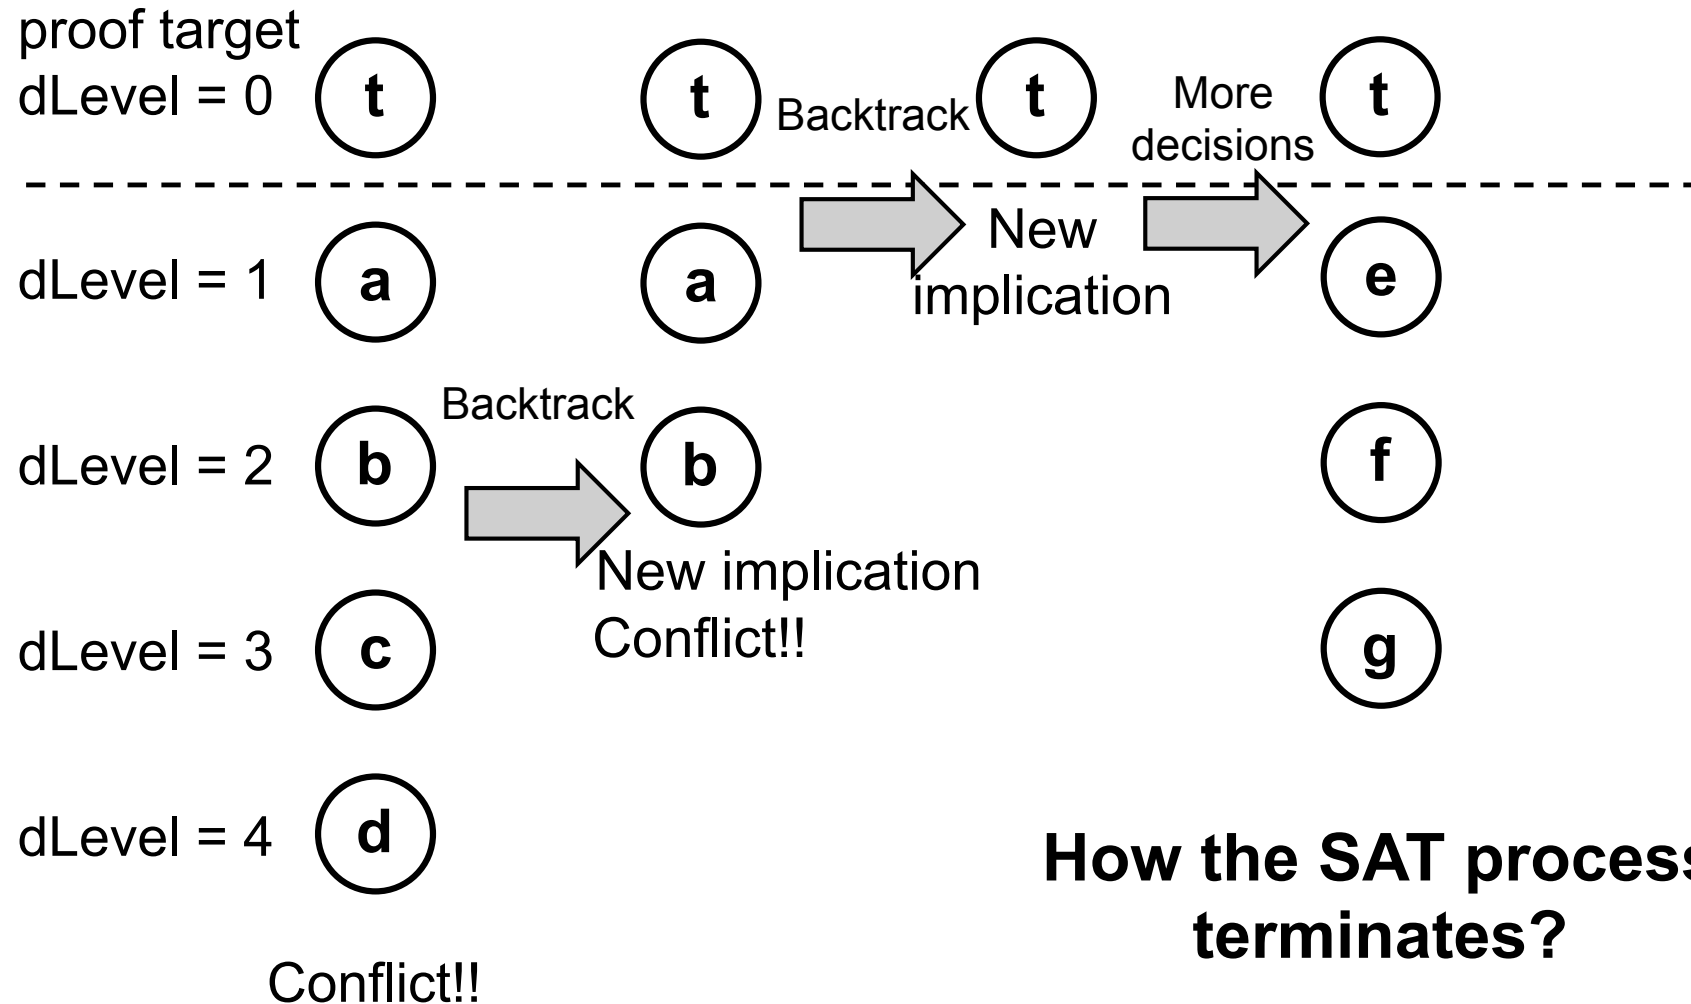 proof target
dLevel = 0
t
t
Backtrack
t
More
decisions
t
dLevel = 1
a
a
New
implication
e
dLevel = 2
b
Backtrack
b
f
New implication
Conflict!!
dLevel = 3
c
g
dLevel = 4
d
How the SAT process
terminates?
Conflict!!